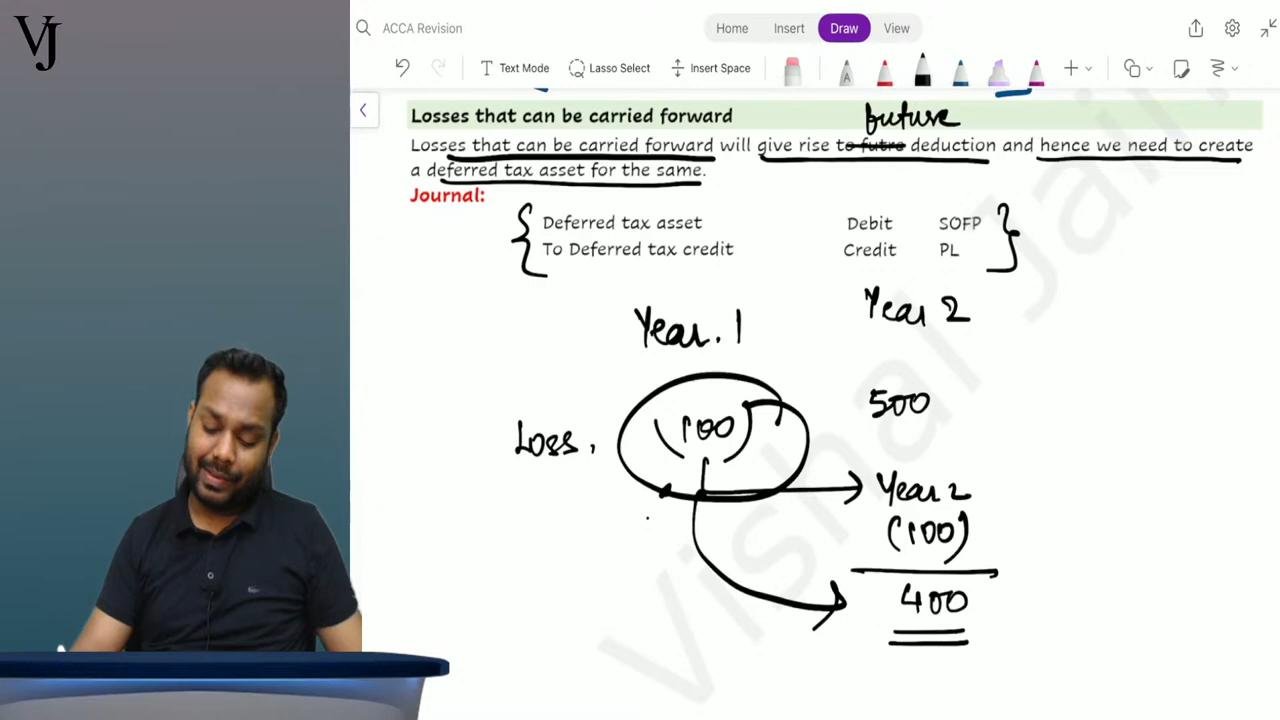 VJ
ACCA Revision
Home Insert Draw View
Text Mode Lasso Select Insert Space
Losses that can be carried forward
future
Losses that can be carried forward will give rise to futre deduction and hence we need to create
a deferred tax asset for the same.
Journal:
Deferred tax asset Debit SOFP
To Deferred tax credit Credit PL
Year. 1 Year 2
Loss. (100) 500
Year 2
(100)
400
Vishal Jain